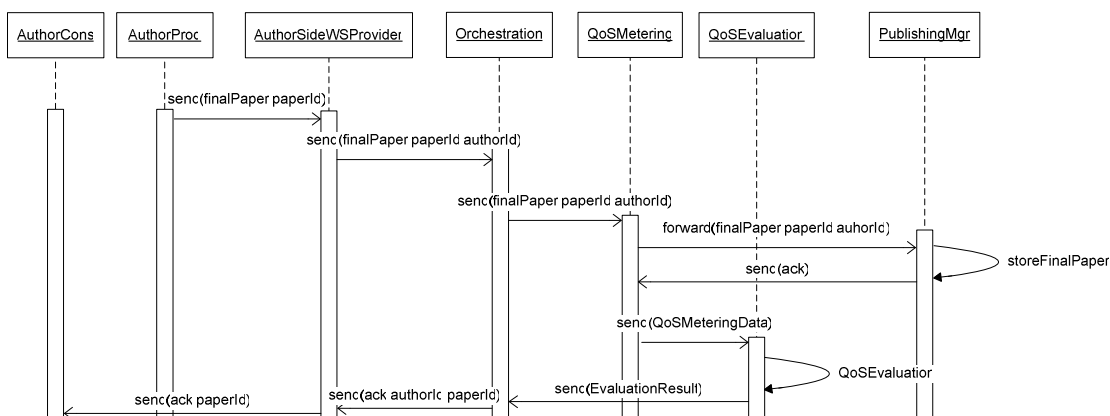 AuthorCons
AuthorProc
AuthorSideWSProvider
Orchestration
QoSMetering
QoSEvaluation
PublishingMgr
send(finalPaper paperId)
send(finalPaper paperId authorId)
send(finalPaper paperId authorId)
forward(finalPaper paperId auhorId)
storeFinalPaper
send(ack)
send(QoSMeteringData)
QoSEvaluation
send(EvaluationResult)
send(ack authorId paperId)
send(ack paperId)